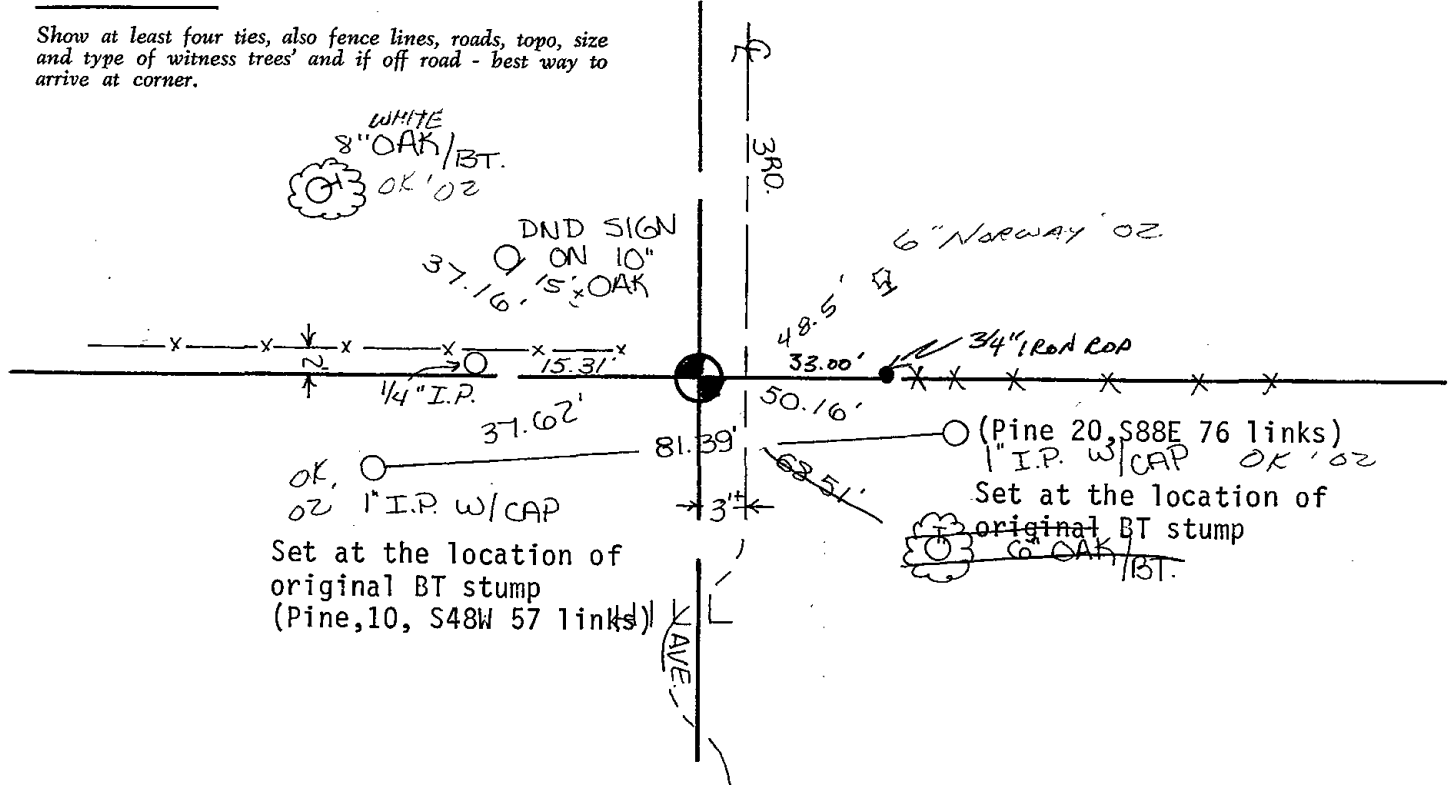 Show at least four ties, also fence lines, roads, topo, size
and type of witness trees' and if off road - best way to
arrive at corner.
WHITE
8" OAK/BT.
OK '02
℄
3RD.
DND SIGN
ON 10"
OAK
15'±
37.16'
6" NORWAY '02
48.5'
3/4" IRON ROD
33.00'
2'
15.31'
1/4" I.P.
50.16'
37.62'
81.39'
68.51'
(Pine 20,S88E 76 links)
1" I.P. W/CAP OK '02
Set at the location of
original BT stump
6" OAK/BT.
OK,
02 1" I.P. W/CAP
3'±
Set at the location of
original BT stump
(Pine,10, S48W 57 links)
AVE.